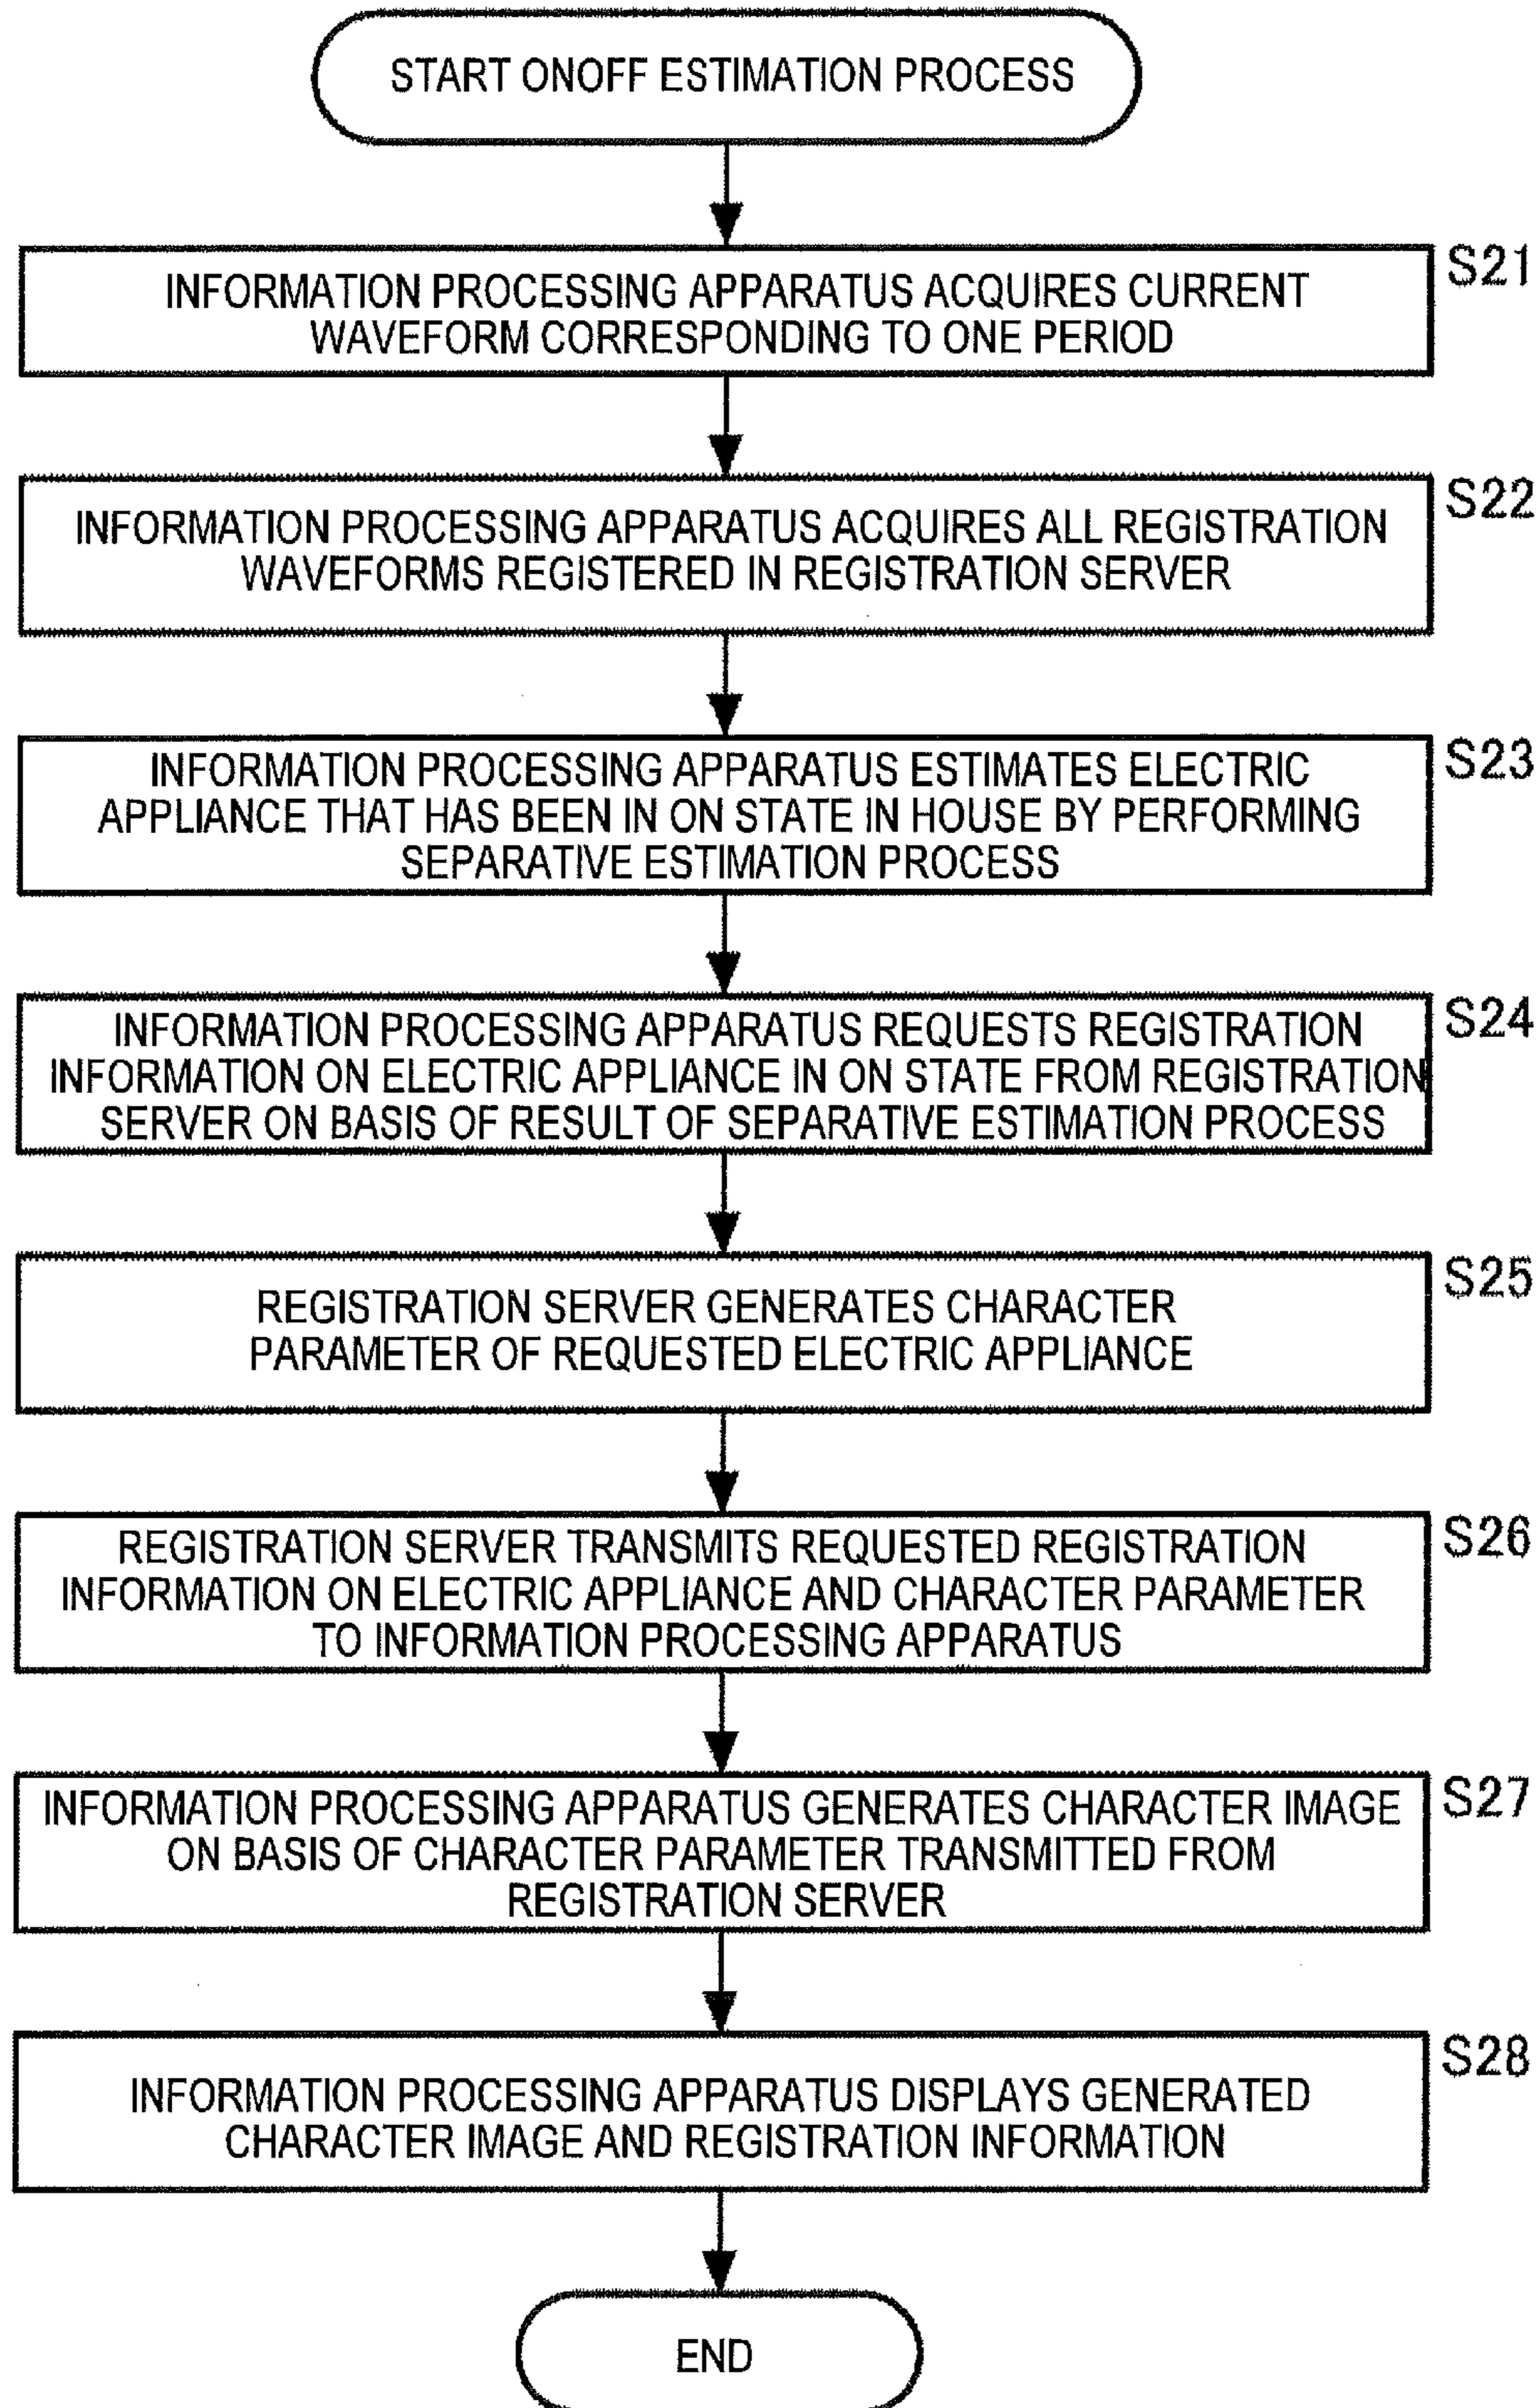 START ONOFF ESTIMATION PROCESS
S21
INFORMATION PROCESSING APPARATUS ACQUIRES CURRENT
WAVEFORM CORRESPONDING TO ONE PERIOD
S22
INFORMATION PROCESSING APPARATUS ACQUIRES ALL REGISTRATION
WAVEFORMS REGISTERED IN REGISTRATION SERVER
S23
INFORMATION PROCESSING APPARATUS ESTIMATES ELECTRIC
APPLIANCE THAT HAS BEEN IN ON STATE IN HOUSE BY PERFORMING
SEPARATIVE ESTIMATION PROCESS
S24
INFORMATION PROCESSING APPARATUS REQUESTS REGISTRATION
INFORMATION ON ELECTRIC APPLIANCE IN ON STATE FROM REGISTRATION
SERVER ON BASIS OF RESULT OF SEPARATIVE ESTIMATION PROCESS
S25
REGISTRATION SERVER GENERATES CHARACTER
PARAMETER OF REQUESTED ELECTRIC APPLIANCE
S26
REGISTRATION SERVER TRANSMITS REQUESTED REGISTRATION
INFORMATION ON ELECTRIC APPLIANCE AND CHARACTER PARAMETER
TO INFORMATION PROCESSING APPARATUS
S27
INFORMATION PROCESSING APPARATUS GENERATES CHARACTER IMAGE
ON BASIS OF CHARACTER PARAMETER TRANSMITTED FROM
REGISTRATION SERVER
S28
INFORMATION PROCESSING APPARATUS DISPLAYS GENERATED
CHARACTER IMAGE AND REGISTRATION INFORMATION
END